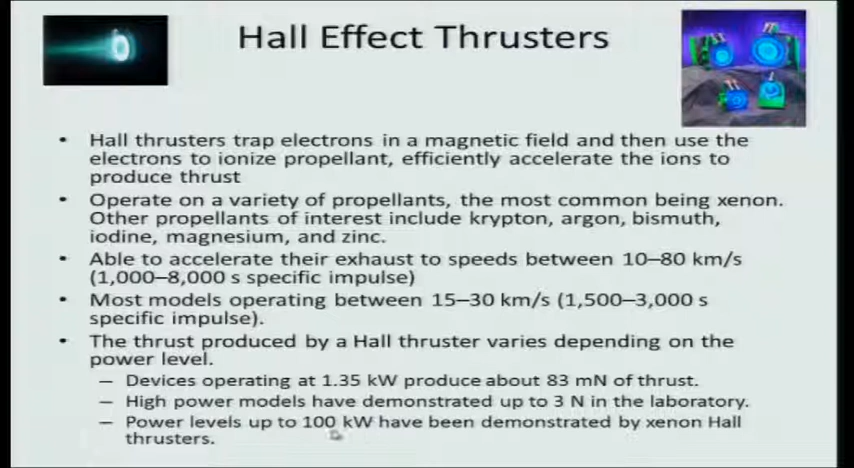 Hall Effect Thrusters
• Hall thrusters trap electrons in a magnetic field and then use the
electrons to ionize propellant, efficiently accelerate the ions to
produce thrust
• Operate on a variety of propellants, the most common being xenon.
Other propellants of interest include krypton, argon, bismuth,
iodine, magnesium, and zinc.
• Able to accelerate their exhaust to speeds between 10–80 km/s
(1,000–8,000 s specific impulse)
• Most models operating between 15–30 km/s (1,500–3,000 s
specific impulse).
• The thrust produced by a Hall thruster varies depending on the
power level.
– Devices operating at 1.35 kW produce about 83 mN of thrust.
– High power models have demonstrated up to 3 N in the laboratory.
– Power levels up to 100 kW have been demonstrated by xenon Hall
thrusters.